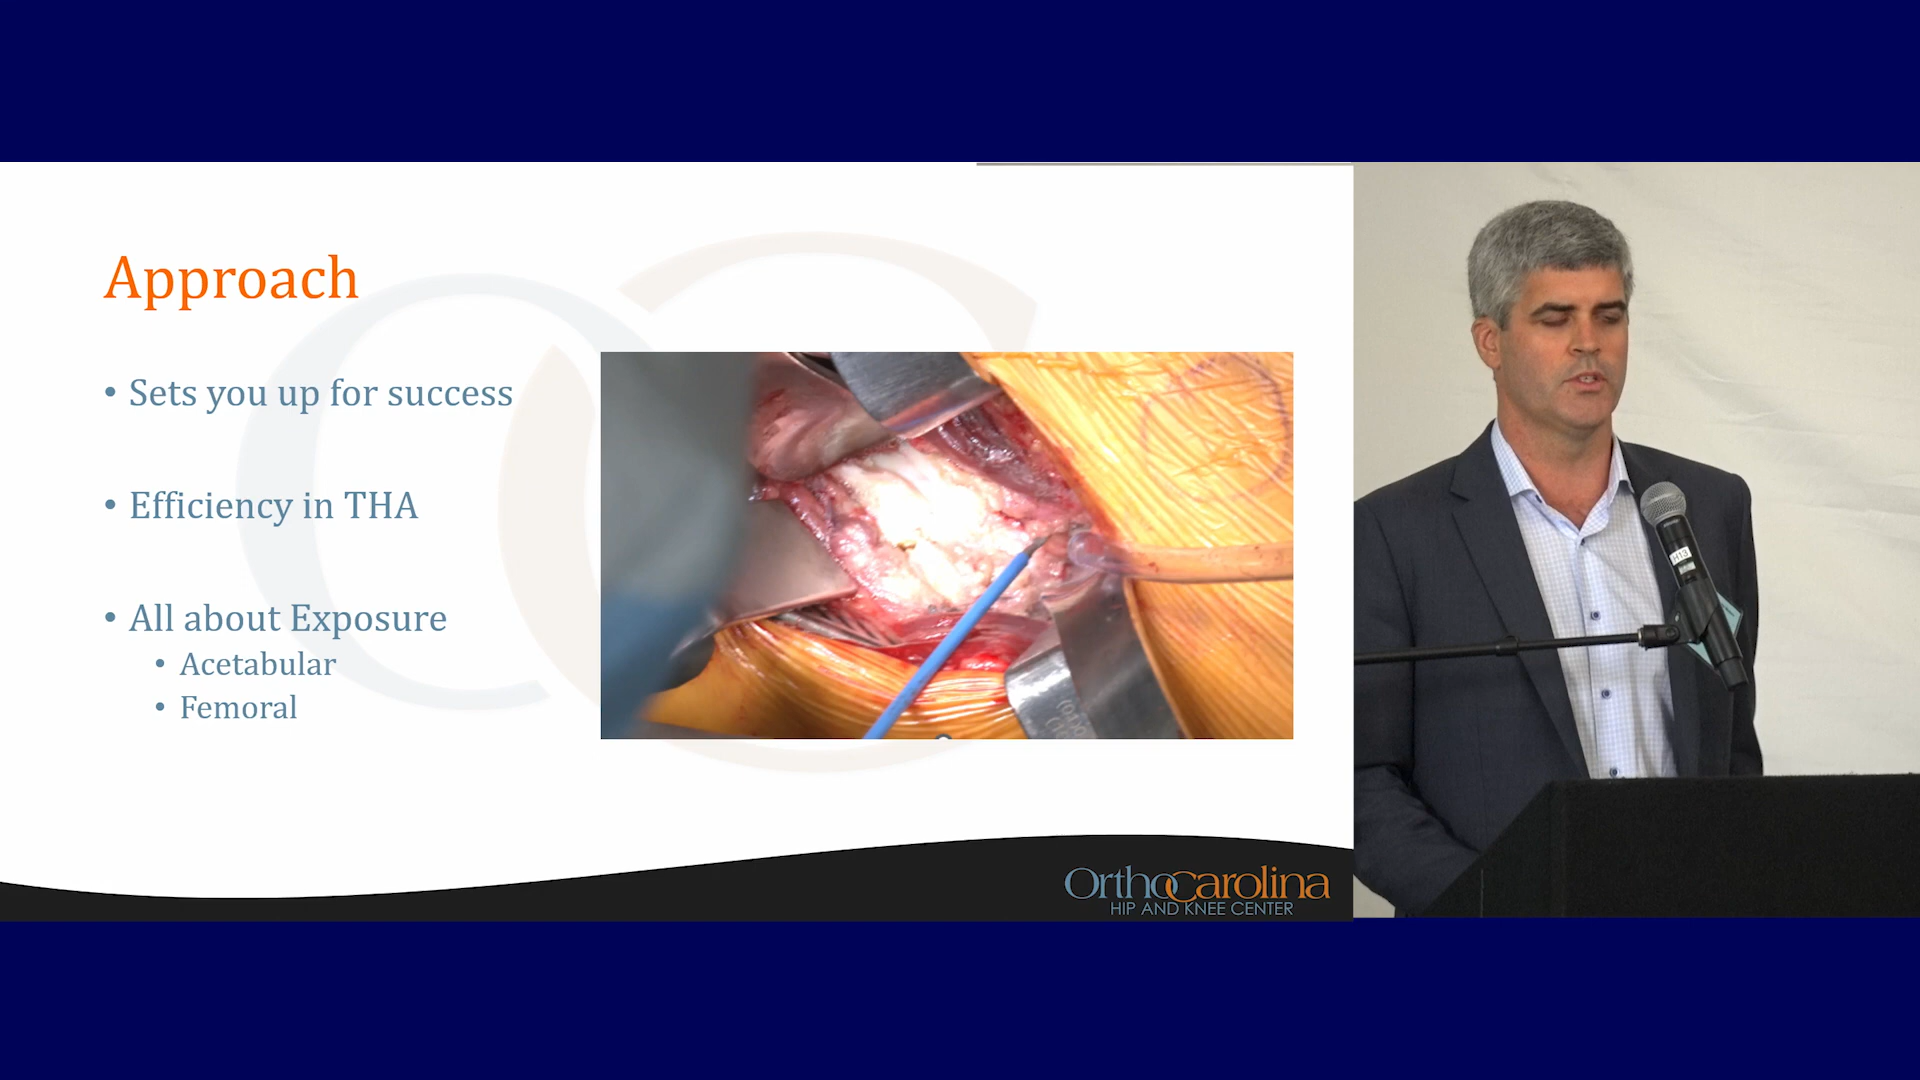 Approach
• Sets you up for success
• Efficiency in THA
• All about Exposure
• Acetabular
• Femoral
OrthoCarolina
HIP AND KNEE CENTER
H13